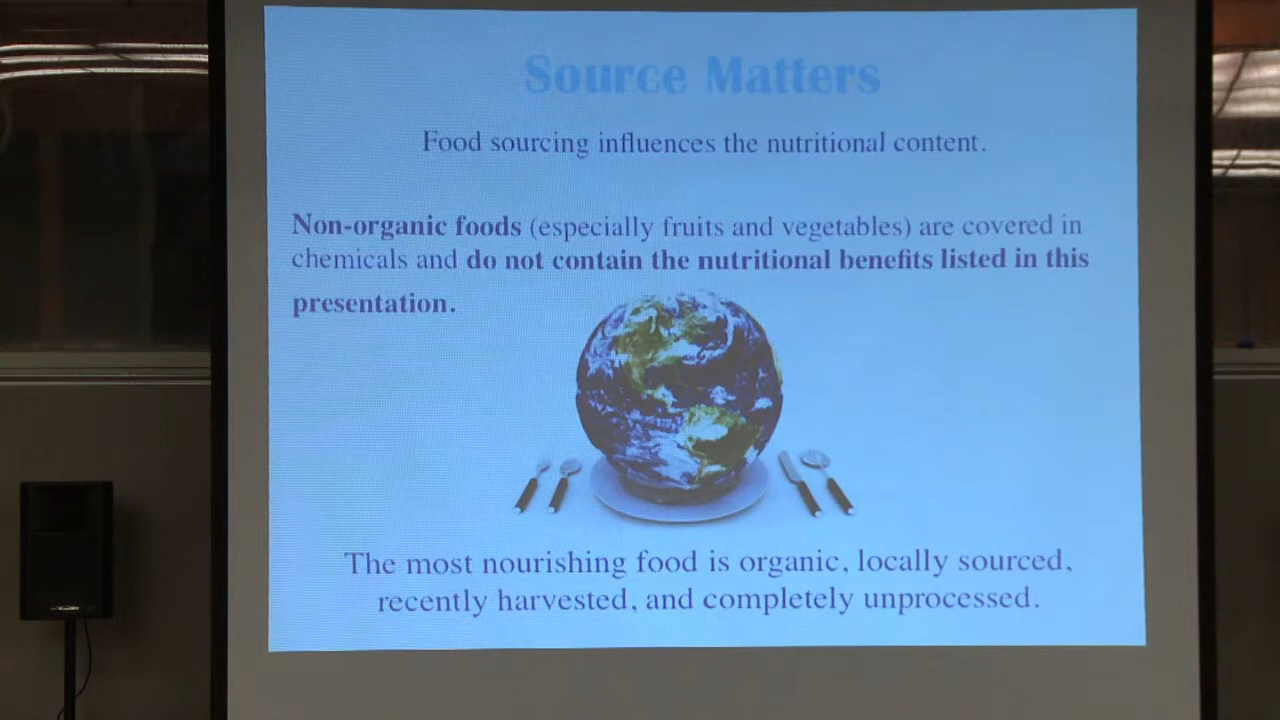 Source Matters
Food sourcing influences the nutritional content.
Non-organic foods (especially fruits and vegetables) are covered in
chemicals and do not contain the nutritional benefits listed in this
presentation.
The most nourishing food is organic, locally sourced,
recently harvested, and completely unprocessed.